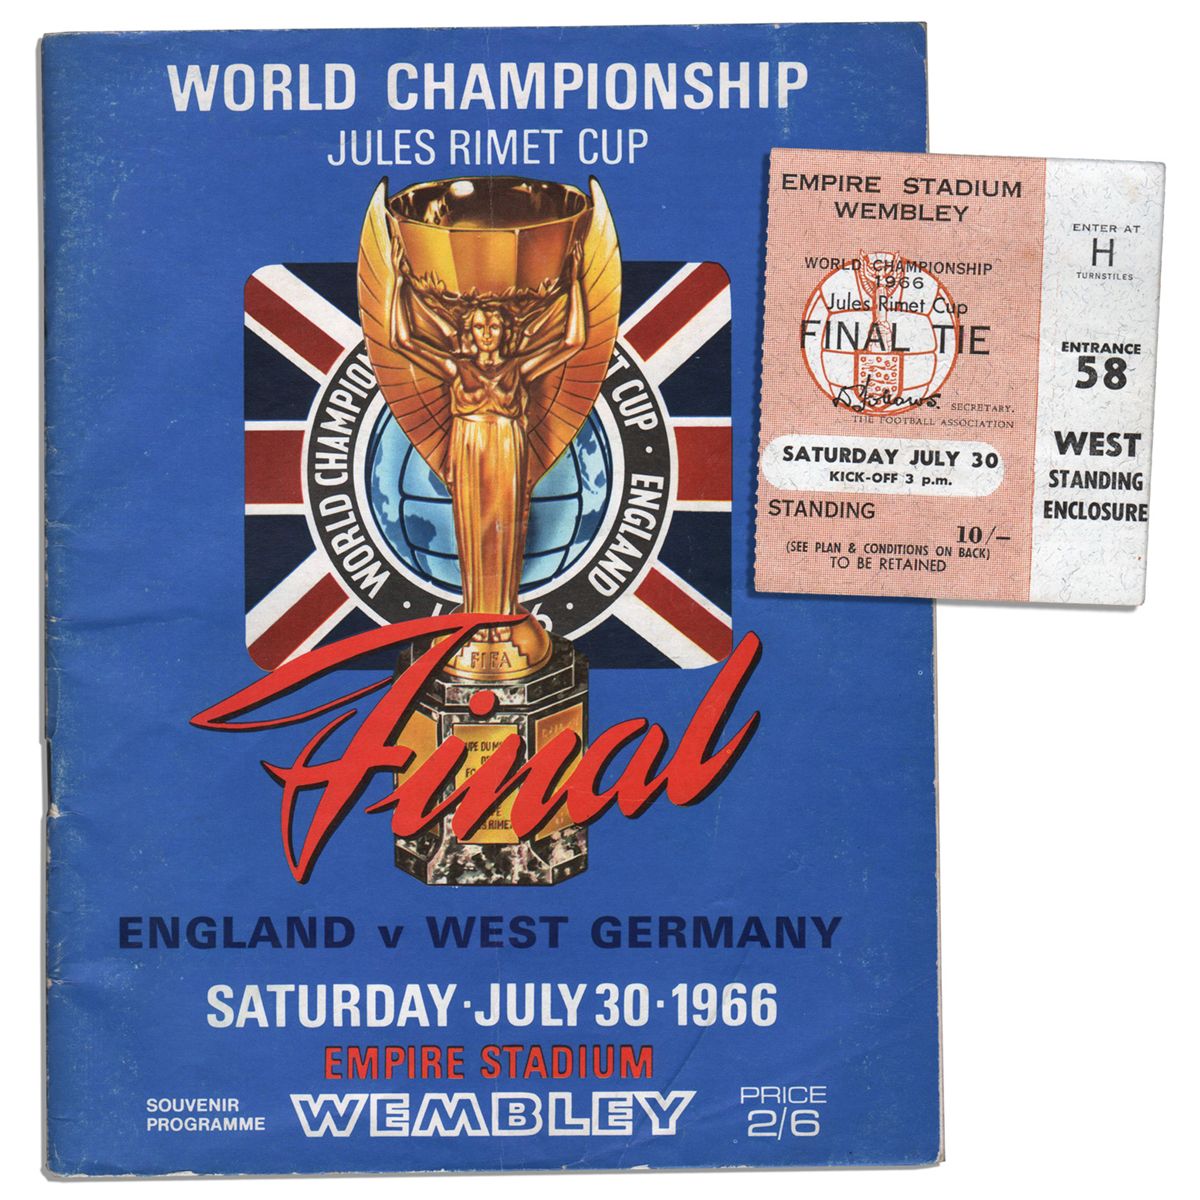 WORLD CHAMPIONSHIP
JULES RIMET CUP
WORLD CHAMPION
CUP · ENGLAND ·
FIFA
Final
ENGLAND v WEST GERMANY
SATURDAY · JULY 30 · 1966
EMPIRE STADIUM
WEMBLEY
SOUVENIR
PROGRAMME
PRICE
2/6
EMPIRE STADIUM
WEMBLEY
WORLD CHAMPIONSHIP
1966
Jules Rimet Cup
FINAL TIE
SECRETARY.
THE FOOTBALL ASSOCIATION
SATURDAY JULY 30
KICK-OFF 3 p.m.
STANDING
10/–
(SEE PLAN & CONDITIONS ON BACK)
TO BE RETAINED
ENTER AT
H
TURNSTILES
ENTRANCE
58
WEST
STANDING
ENCLOSURE